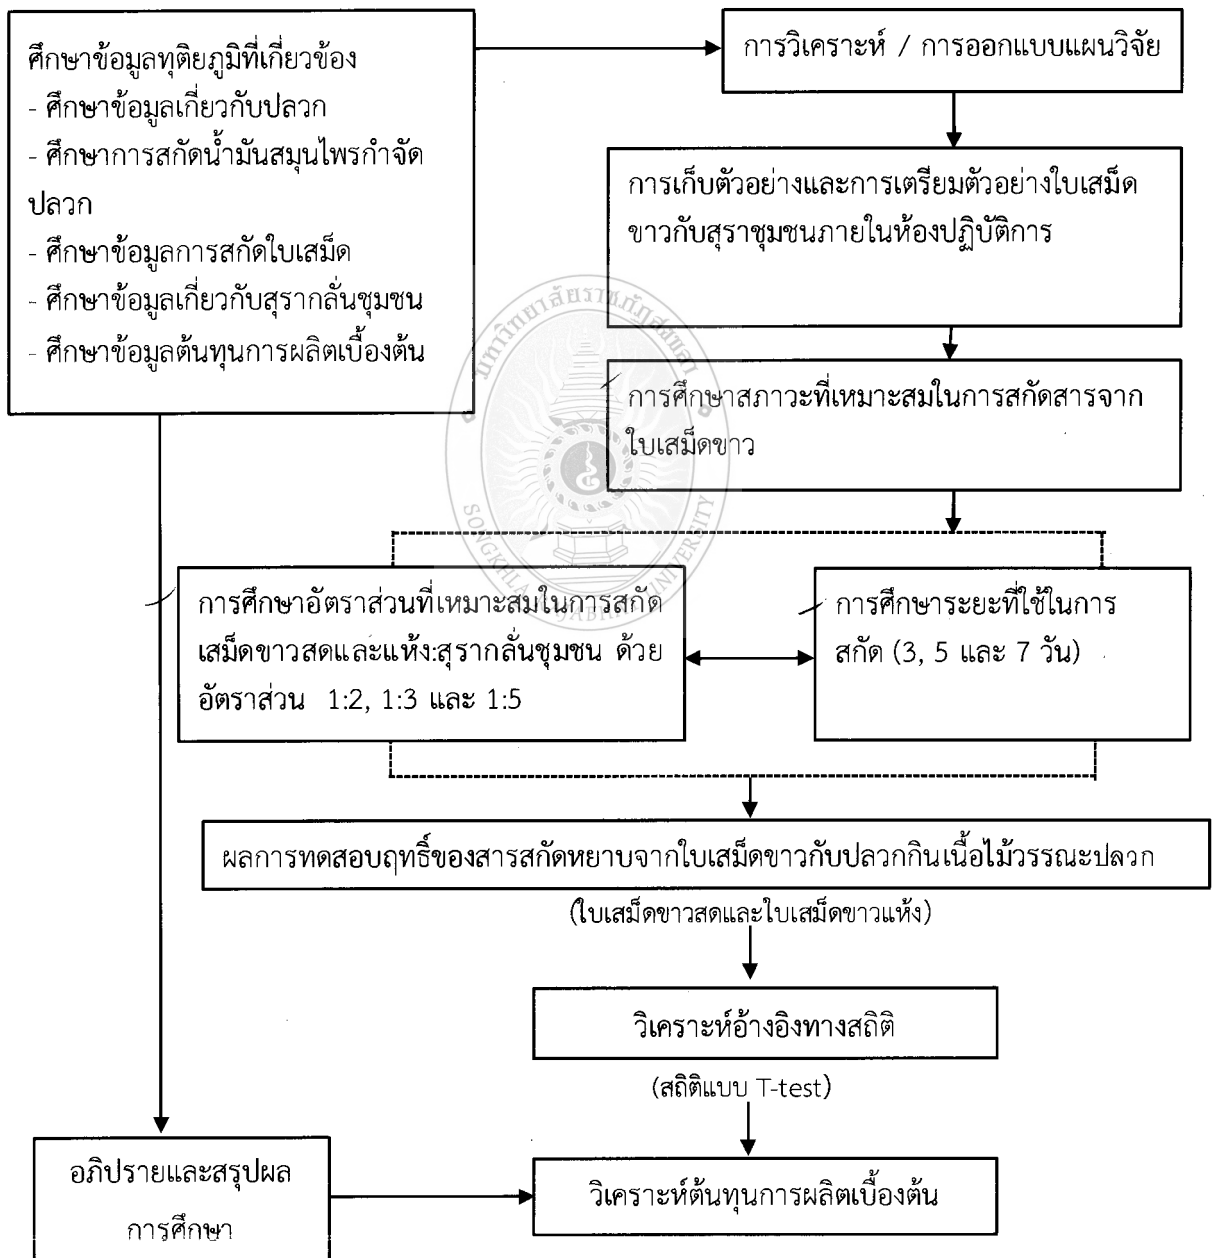 ศึกษาข้อมูลทุติยภูมิที่เกี่ยวข้อง
- ศึกษาข้อมูลเกี่ยวกับปลวก
- ศึกษาการสกัดน้ำมันสมุนไพรกำจัด
ปลวก
- ศึกษาข้อมูลการสกัดใบเสม็ด
- ศึกษาข้อมูลเกี่ยวกับสุรากลั่นชุมชน
- ศึกษาข้อมูลต้นทุนการผลิตเบื้องต้น
การวิเคราะห์ / การออกแบบแผนวิจัย
การเก็บตัวอย่างและการเตรียมตัวอย่างใบเสม็ด
ขาวกับสุราชุมชนภายในห้องปฏิบัติการ
มหาวิทยาลัยราชภัฏสงขลา
การศึกษาสภาวะที่เหมาะสมในการสกัดสารจาก
ใบเสม็ดขาว
SONGKHLA RAJABHAT UNIVERSITY
การศึกษาอัตราส่วนที่เหมาะสมในการสกัด
เสม็ดขาวสดและแห้ง:สุรากลั่นชุมชน ด้วย
อัตราส่วน 1:2, 1:3 และ 1:5
การศึกษาระยะที่ใช้ในการ
สกัด (3, 5 และ 7 วัน)
ผลการทดสอบฤทธิ์ของสารสกัดหยาบจากใบเสม็ดขาวกับปลวกกินเนื้อไม้วรรณะปลวก
(ใบเสม็ดขาวสดและใบเสม็ดขาวแห้ง)
วิเคราะห์อ้างอิงทางสถิติ
(สถิติแบบ T-test)
อภิปรายและสรุปผล
การศึกษา
วิเคราะห์ต้นทุนการผลิตเบื้องต้น